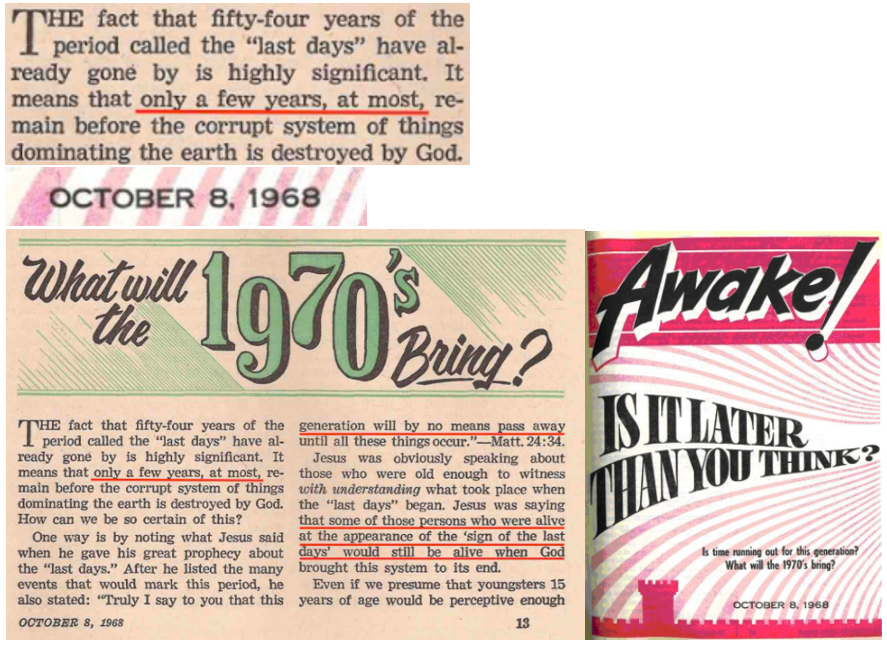 THE fact that fifty-four years of the
period called the "last days" have al-
ready gone by is highly significant. It
means that only a few years, at most, re-
main before the corrupt system of things
dominating the earth is destroyed by God.
OCTOBER 8, 1968
What will
the 1970's
Bring?
THE fact that fifty-four years of the
period called the "last days" have al-
ready gone by is highly significant. It
means that only a few years, at most, re-
main before the corrupt system of things
dominating the earth is destroyed by God.
How can we be so certain of this?
One way is by noting what Jesus said
when he gave his great prophecy about
the "last days." After he listed the many
events that would mark this period, he
also stated: "Truly I say to you that this
generation will by no means pass away
until all these things occur."—Matt. 24:34.
Jesus was obviously speaking about
those who were old enough to witness
with understanding what took place when
the "last days" began. Jesus was saying
that some of those persons who were alive
at the appearance of the 'sign of the last
days' would still be alive when God
brought this system to its end.
Even if we presume that youngsters 15
years of age would be perceptive enough
OCTOBER 8, 1968
13
Awake!
IS IT LATER
THAN YOU THINK?
Is time running out for this generation?
What will the 1970's bring?
OCTOBER 8, 1968